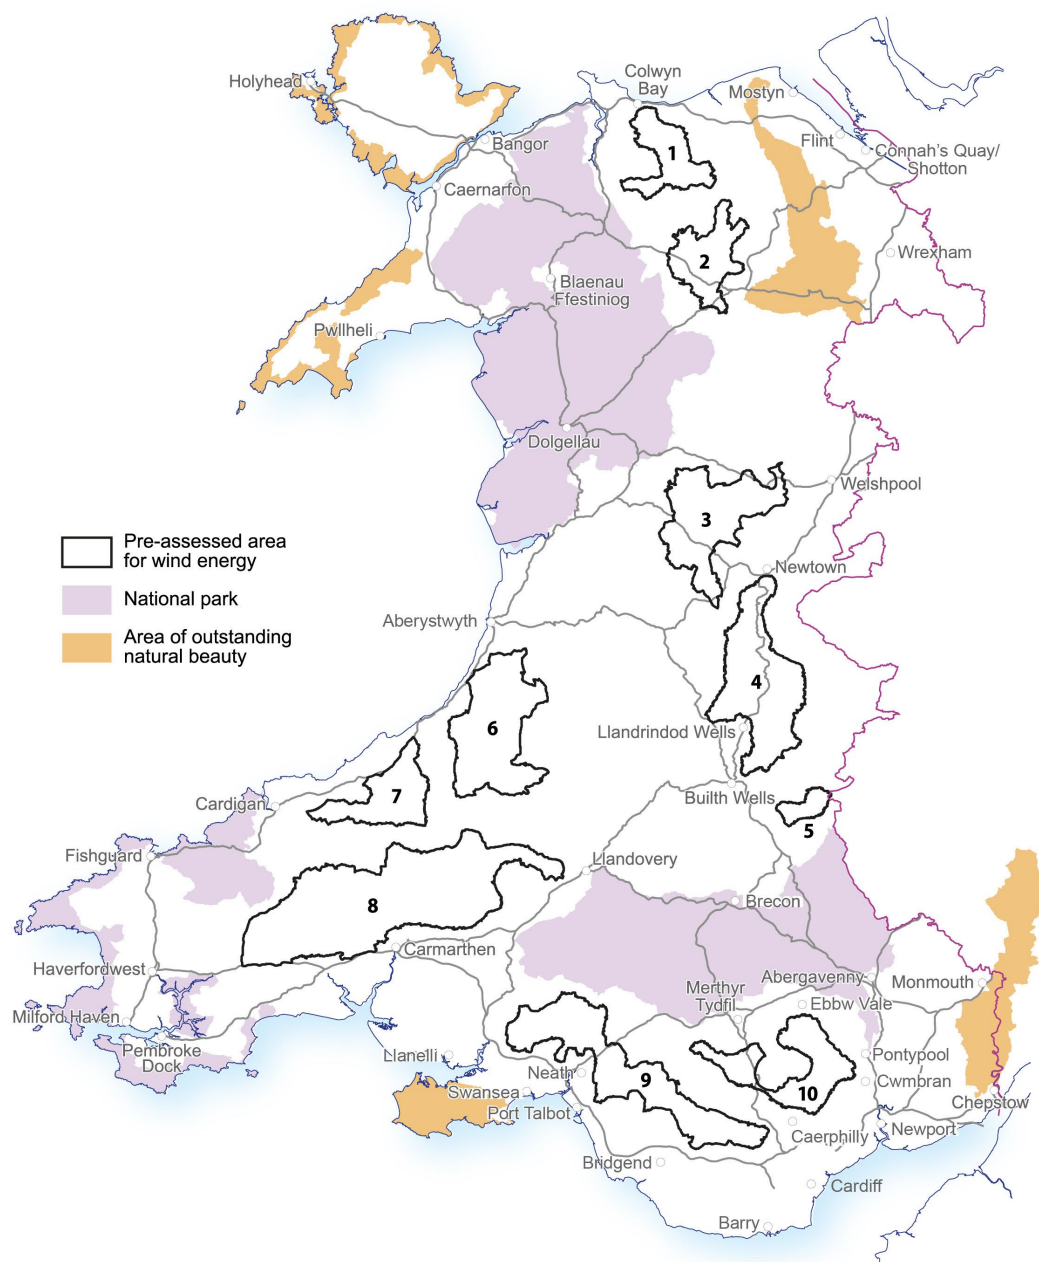 Colwyn
Bay
Holyhead
Mostyn
Flint
Bangor
1
Connah's Quay/
Shotton
Caernarfon
Wrexham
2
Blaenau
Ffestiniog
Pwllheli
Dolgellau
Welshpool
3
Pre-assessed area
for wind energy
National park
Area of outstanding
natural beauty
Newtown
Aberystwyth
4
6
Llandrindod Wells
7
Builth Wells
Cardigan
5
Fishguard
Llandovery
8
Brecon
Carmarthen
Haverfordwest
Abergavenny
Monmouth
Merthyr
Tydfil
Ebbw Vale
Milford Haven
Pembroke
Dock
Llanelli
Pontypool
Neath
9
Cwmbran
Swansea
10
Chepstow
Port Talbot
Caerphilly
Newport
Bridgend
Cardiff
Barry